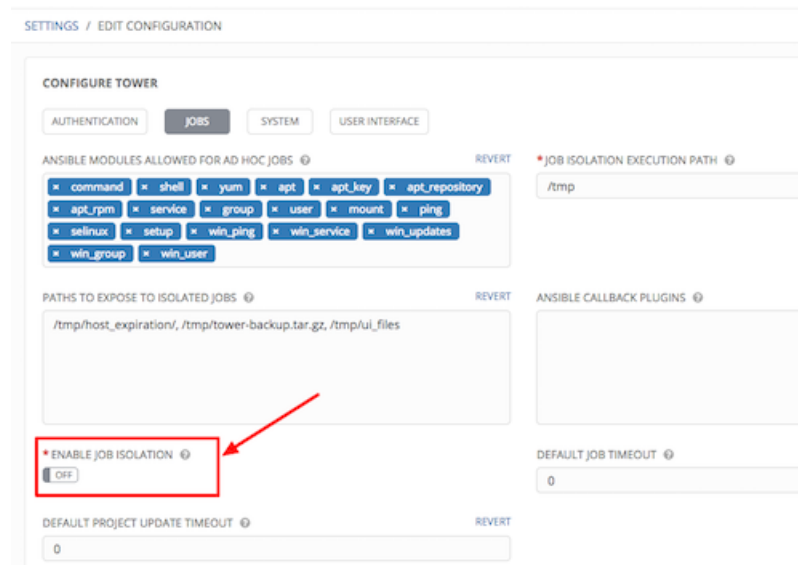 SETTINGS / EDIT CONFIGURATION
CONFIGURE TOWER
AUTHENTICATION JOBS SYSTEM USER INTERFACE
ANSIBLE MODULES ALLOWED FOR AD HOC JOBS REVERT
× command × shell × yum × apt × apt_key × apt_repository
× apt_rpm × service × group × user × mount × ping
× selinux × setup × win_ping × win_service × win_updates
× win_group × win_user
* JOB ISOLATION EXECUTION PATH
/tmp
PATHS TO EXPOSE TO ISOLATED JOBS REVERT
/tmp/host_expiration/, /tmp/tower-backup.tar.gz, /tmp/ui_files
ANSIBLE CALLBACK PLUGINS
* ENABLE JOB ISOLATION
OFF
DEFAULT JOB TIMEOUT
0
DEFAULT PROJECT UPDATE TIMEOUT REVERT
0